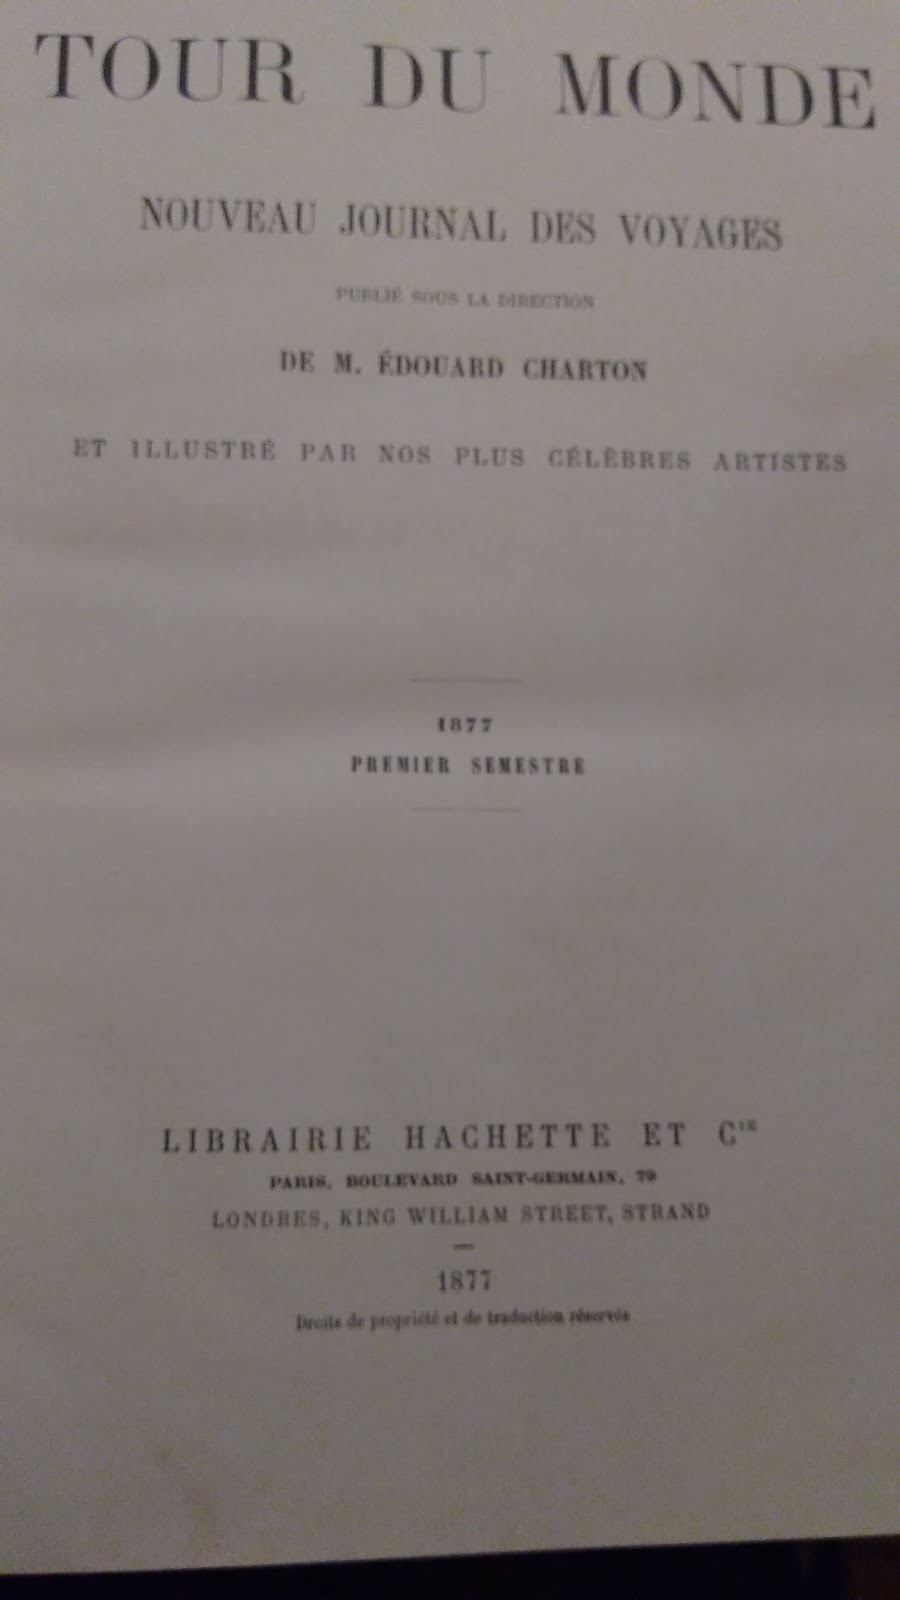 TOUR DU MONDE
NOUVEAU JOURNAL DES VOYAGES
PUBLIÉ SOUS LA DIRECTION
DE M. ÉDOUARD CHARTON
ET ILLUSTRÉ PAR NOS PLUS CÉLÈBRES ARTISTES
1877
PREMIER SEMESTRE
LIBRAIRIE HACHETTE ET CIE
PARIS, BOULEVARD SAINT-GERMAIN, 79
LONDRES, KING WILLIAM STREET, STRAND
1877
Droits de propriété et de traduction réservés